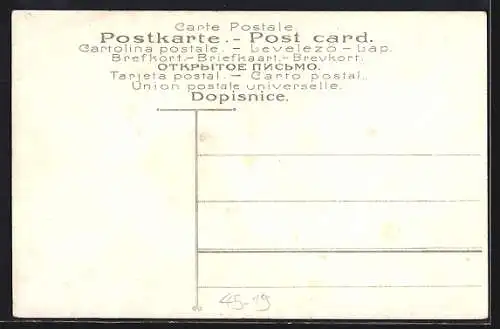 Carte Postale.
Postkarte. - Post card.
Cartolina postale. - Levelező - Lap.
Brefkort. - Briefkaart. - Brevkort.
ОТКРЫТОЕ ПИСЬМО.
Tarjeta postal. - Carto postal.
Union postale universelle.
Dopisnice.
45-19